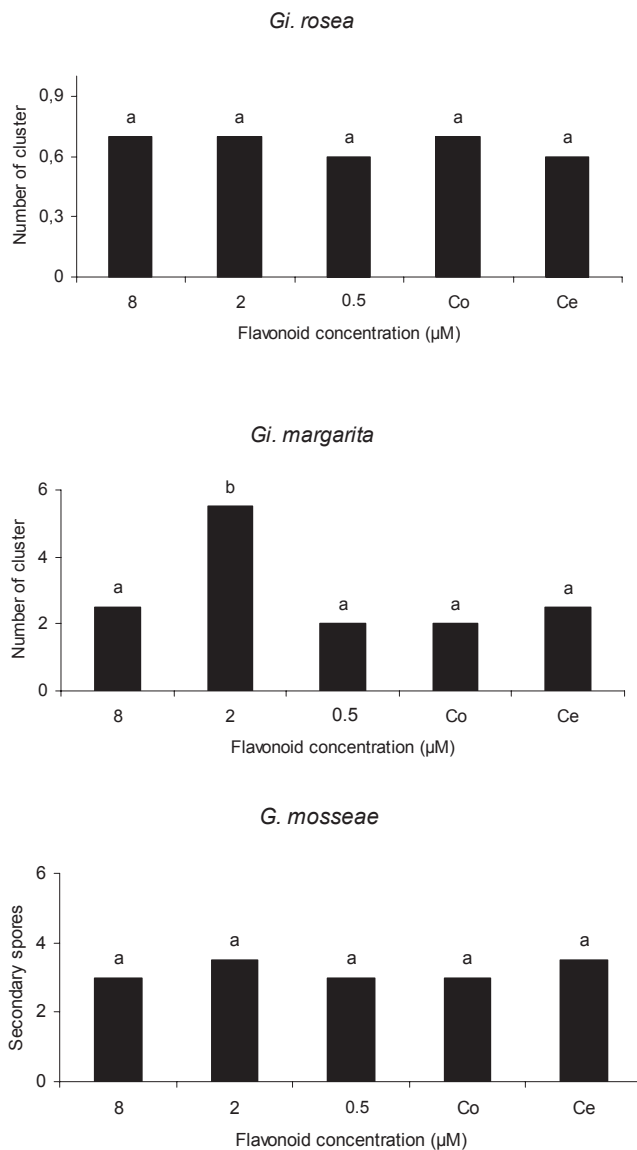 Gi. rosea
Number of cluster
0,9
0,6
0,3
0
a a a a a
8 2 0.5 Co Ce
Flavonoid concentration (µM)
Gi. margarita
Number of cluster
6
4
2
0
a b a a a
8 2 0.5 Co Ce
Flavonoid concentration (µM)
G. mosseae
Secondary spores
6
4
2
0
a a a a a
8 2 0.5 Co Ce
Flavonoid concentration (µM)